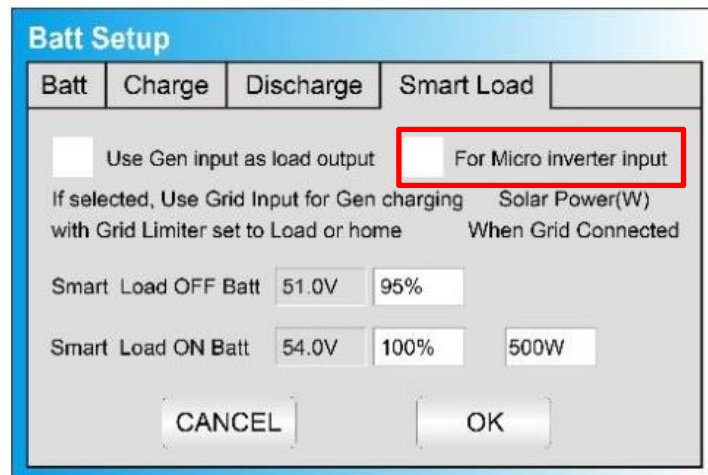 Batt Setup
Batt Charge Discharge Smart Load
Use Gen input as load output For Micro inverter input
If selected, Use Grid Input for Gen charging Solar Power(W)
with Grid Limiter set to Load or home When Grid Connected
Smart Load OFF Batt 51.0V 95%
Smart Load ON Batt 54.0V 100% 500W
CANCEL OK